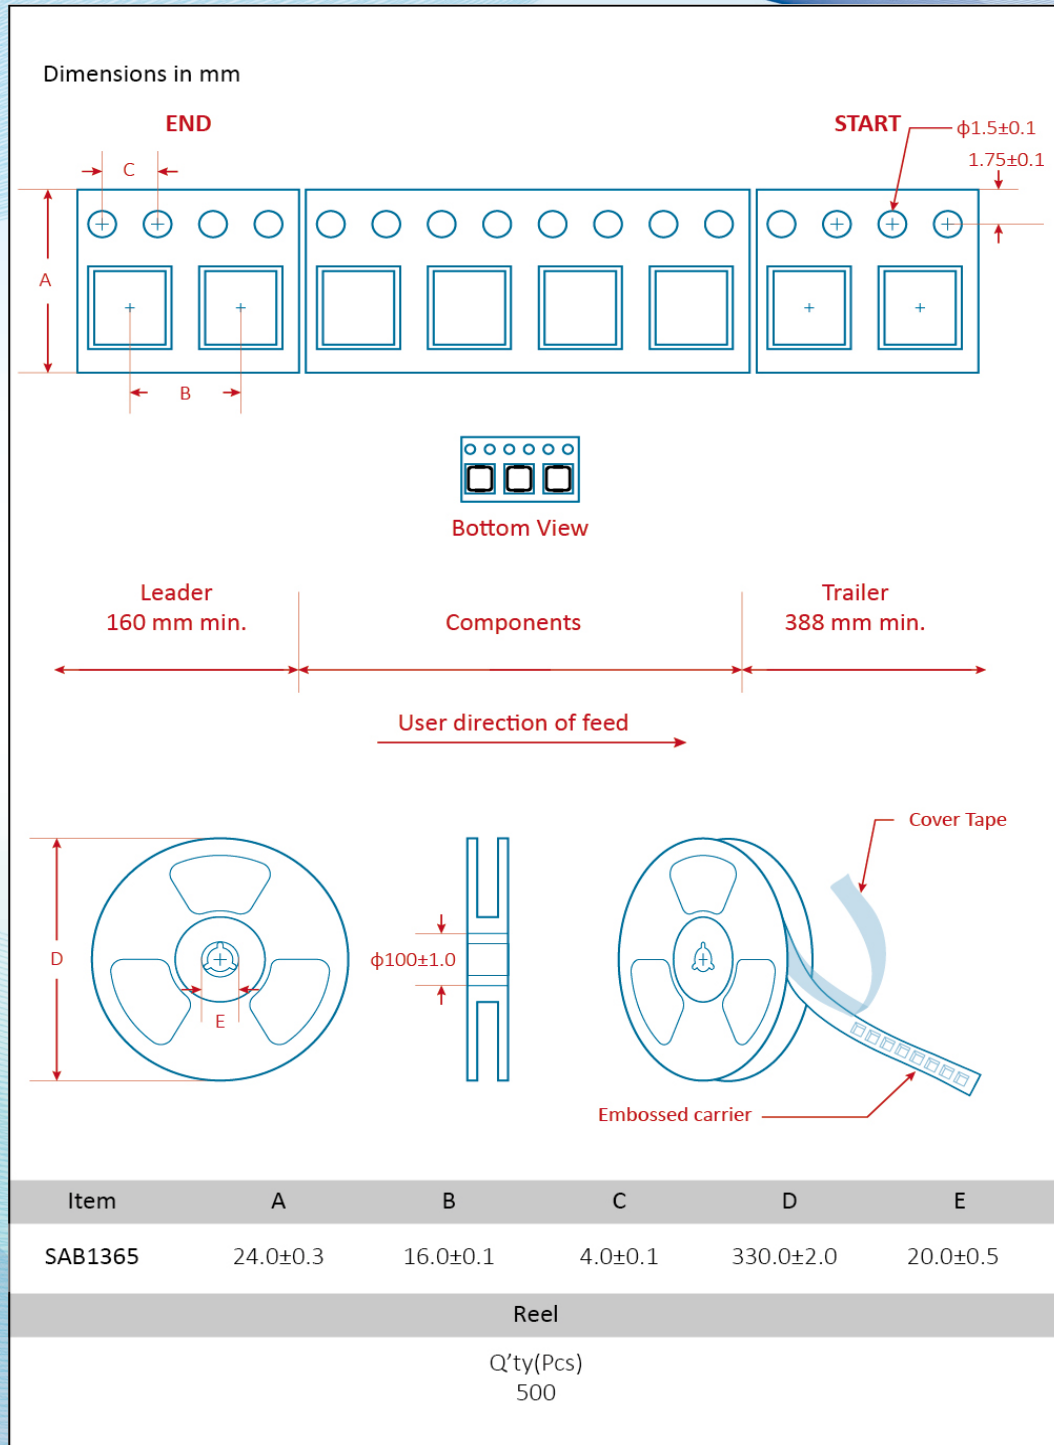 Dimensions in mm
END
START
ϕ1.5±0.1
1.75±0.1
C
A
B
Bottom View
Leader
160 mm min.
Components
Trailer
388 mm min.
User direction of feed
Cover Tape
D
ϕ100±1.0
E
Embossed carrier
Item A B C D E
SAB1365 24.0±0.3 16.0±0.1 4.0±0.1 330.0±2.0 20.0±0.5
Reel
Q’ty(Pcs)
500